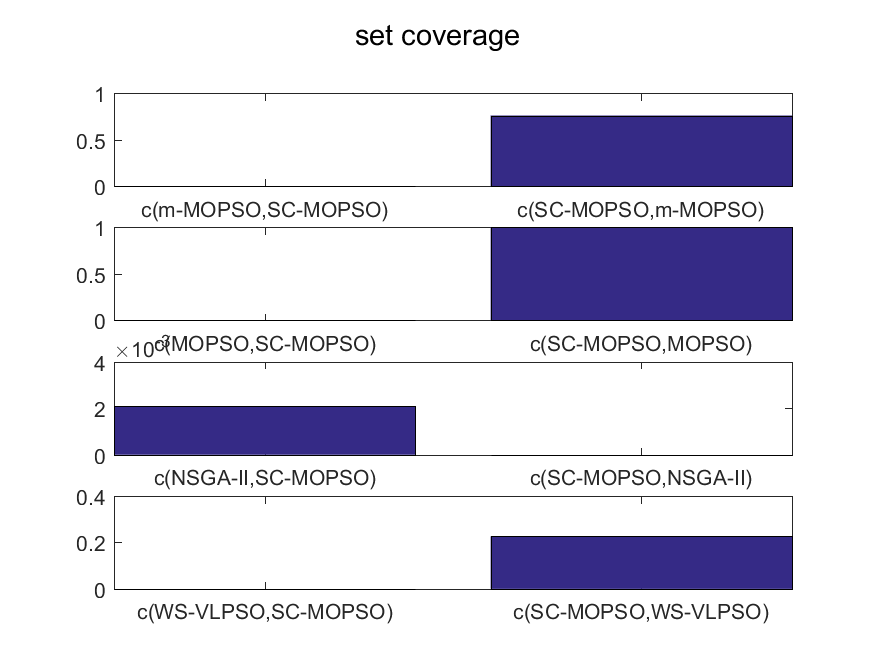 set coverage
1
0.5
0
c(m-MOPSO,SC-MOPSO) c(SC-MOPSO,m-MOPSO)
1
0.5
0
c(MOPSO,SC-MOPSO) c(SC-MOPSO,MOPSO)
×10-3
4
2
0
c(NSGA-II,SC-MOPSO) c(SC-MOPSO,NSGA-II)
0.4
0.2
0
c(WS-VLPSO,SC-MOPSO) c(SC-MOPSO,WS-VLPSO)